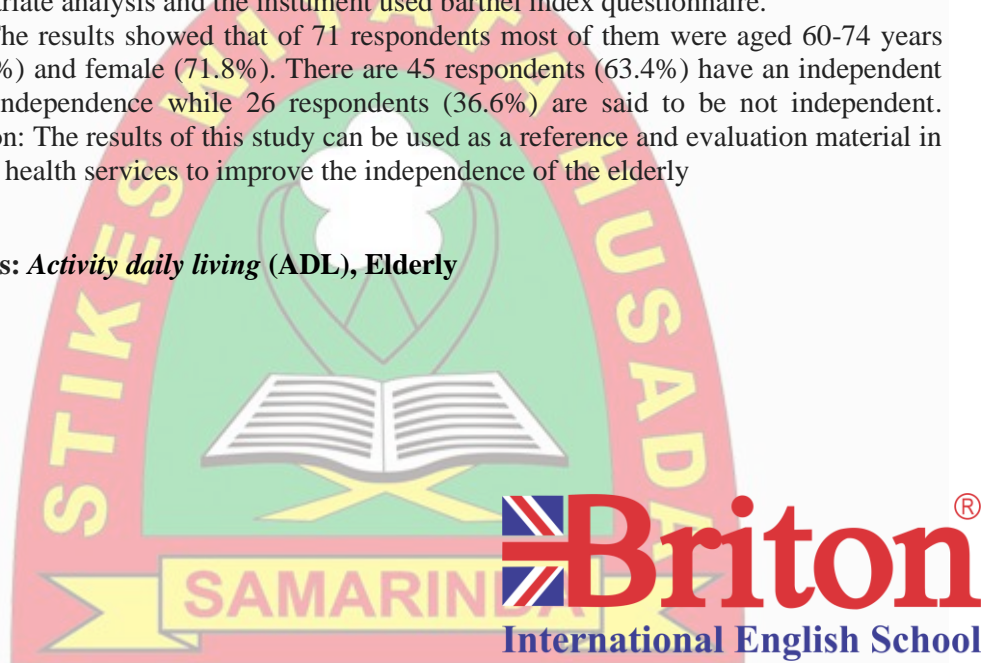 ariate analysis and the instument used barthel index questionnaire.
The results showed that of 71 respondents most of them were aged 60-74 years
%) and female (71.8%). There are 45 respondents (63.4%) have an independent
ndependence while 26 respondents (36.6%) are said to be not independent.
on: The results of this study can be used as a reference and evaluation material in
health services to improve the independence of the elderly
s: Activity daily living (ADL), Elderly
STIKES WIYATA HUSADA
SAMARINDA
Briton®
International English School